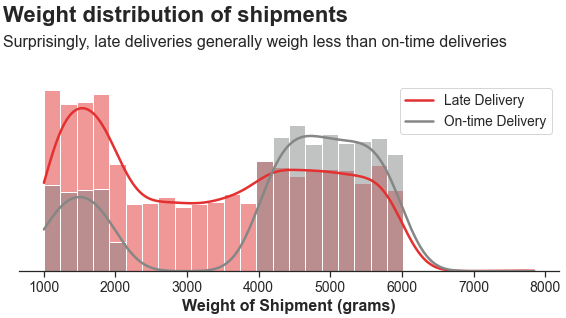 Weight distribution of shipments
Surprisingly, late deliveries generally weigh less than on-time deliveries
Late Delivery
On-time Delivery
1000 2000 3000 4000 5000 6000 7000 8000
Weight of Shipment (grams)